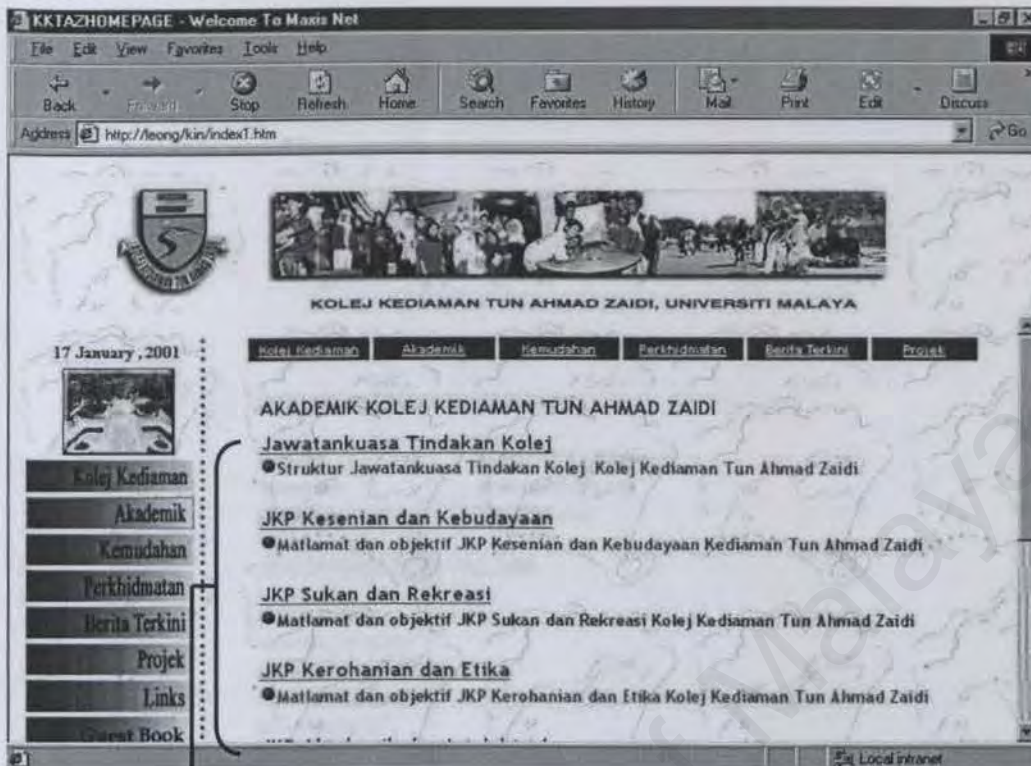 KKTAZHOMEPAGE - Welcome To Maxis Net
File Edit View Favorites Tools Help
Back Forward Stop Refresh Home Search Favorites History Mail Print Edit Discuss
Address http://leong/kin/index1.htm Go
KOLEJ KEDIAMAN TUN AHMAD ZAIDI, UNIVERSITI MALAYA
17 January, 2001
Kolej Kediaman Akademik Kemudahan Perkhidmatan Berita Terkini Projek
AKADEMIK KOLEJ KEDIAMAN TUN AHMAD ZAIDI
Jawatankuasa Tindakan Kolej
Struktur Jawatankuasa Tindakan Kolej Kolej Kediaman Tun Ahmad Zaidi
JKP Kesenian dan Kebudayaan
Matlamat dan objektif JKP Kesenian dan Kebudayaan Kediaman Tun Ahmad Zaidi
JKP Sukan dan Rekreasi
Matlamat dan objektif JKP Sukan dan Rekreasi Kolej Kediaman Tun Ahmad Zaidi
JKP Kerohanian dan Etika
Matlamat dan objektif JKP Kerohanian dan Etika Kolej Kediaman Tun Ahmad Zaidi
Kolej Kediaman
Akademik
Kemudahan
Perkhidmatan
Berita Terkini
Projek
Links
Guest Book
Local intranet
of Malaya